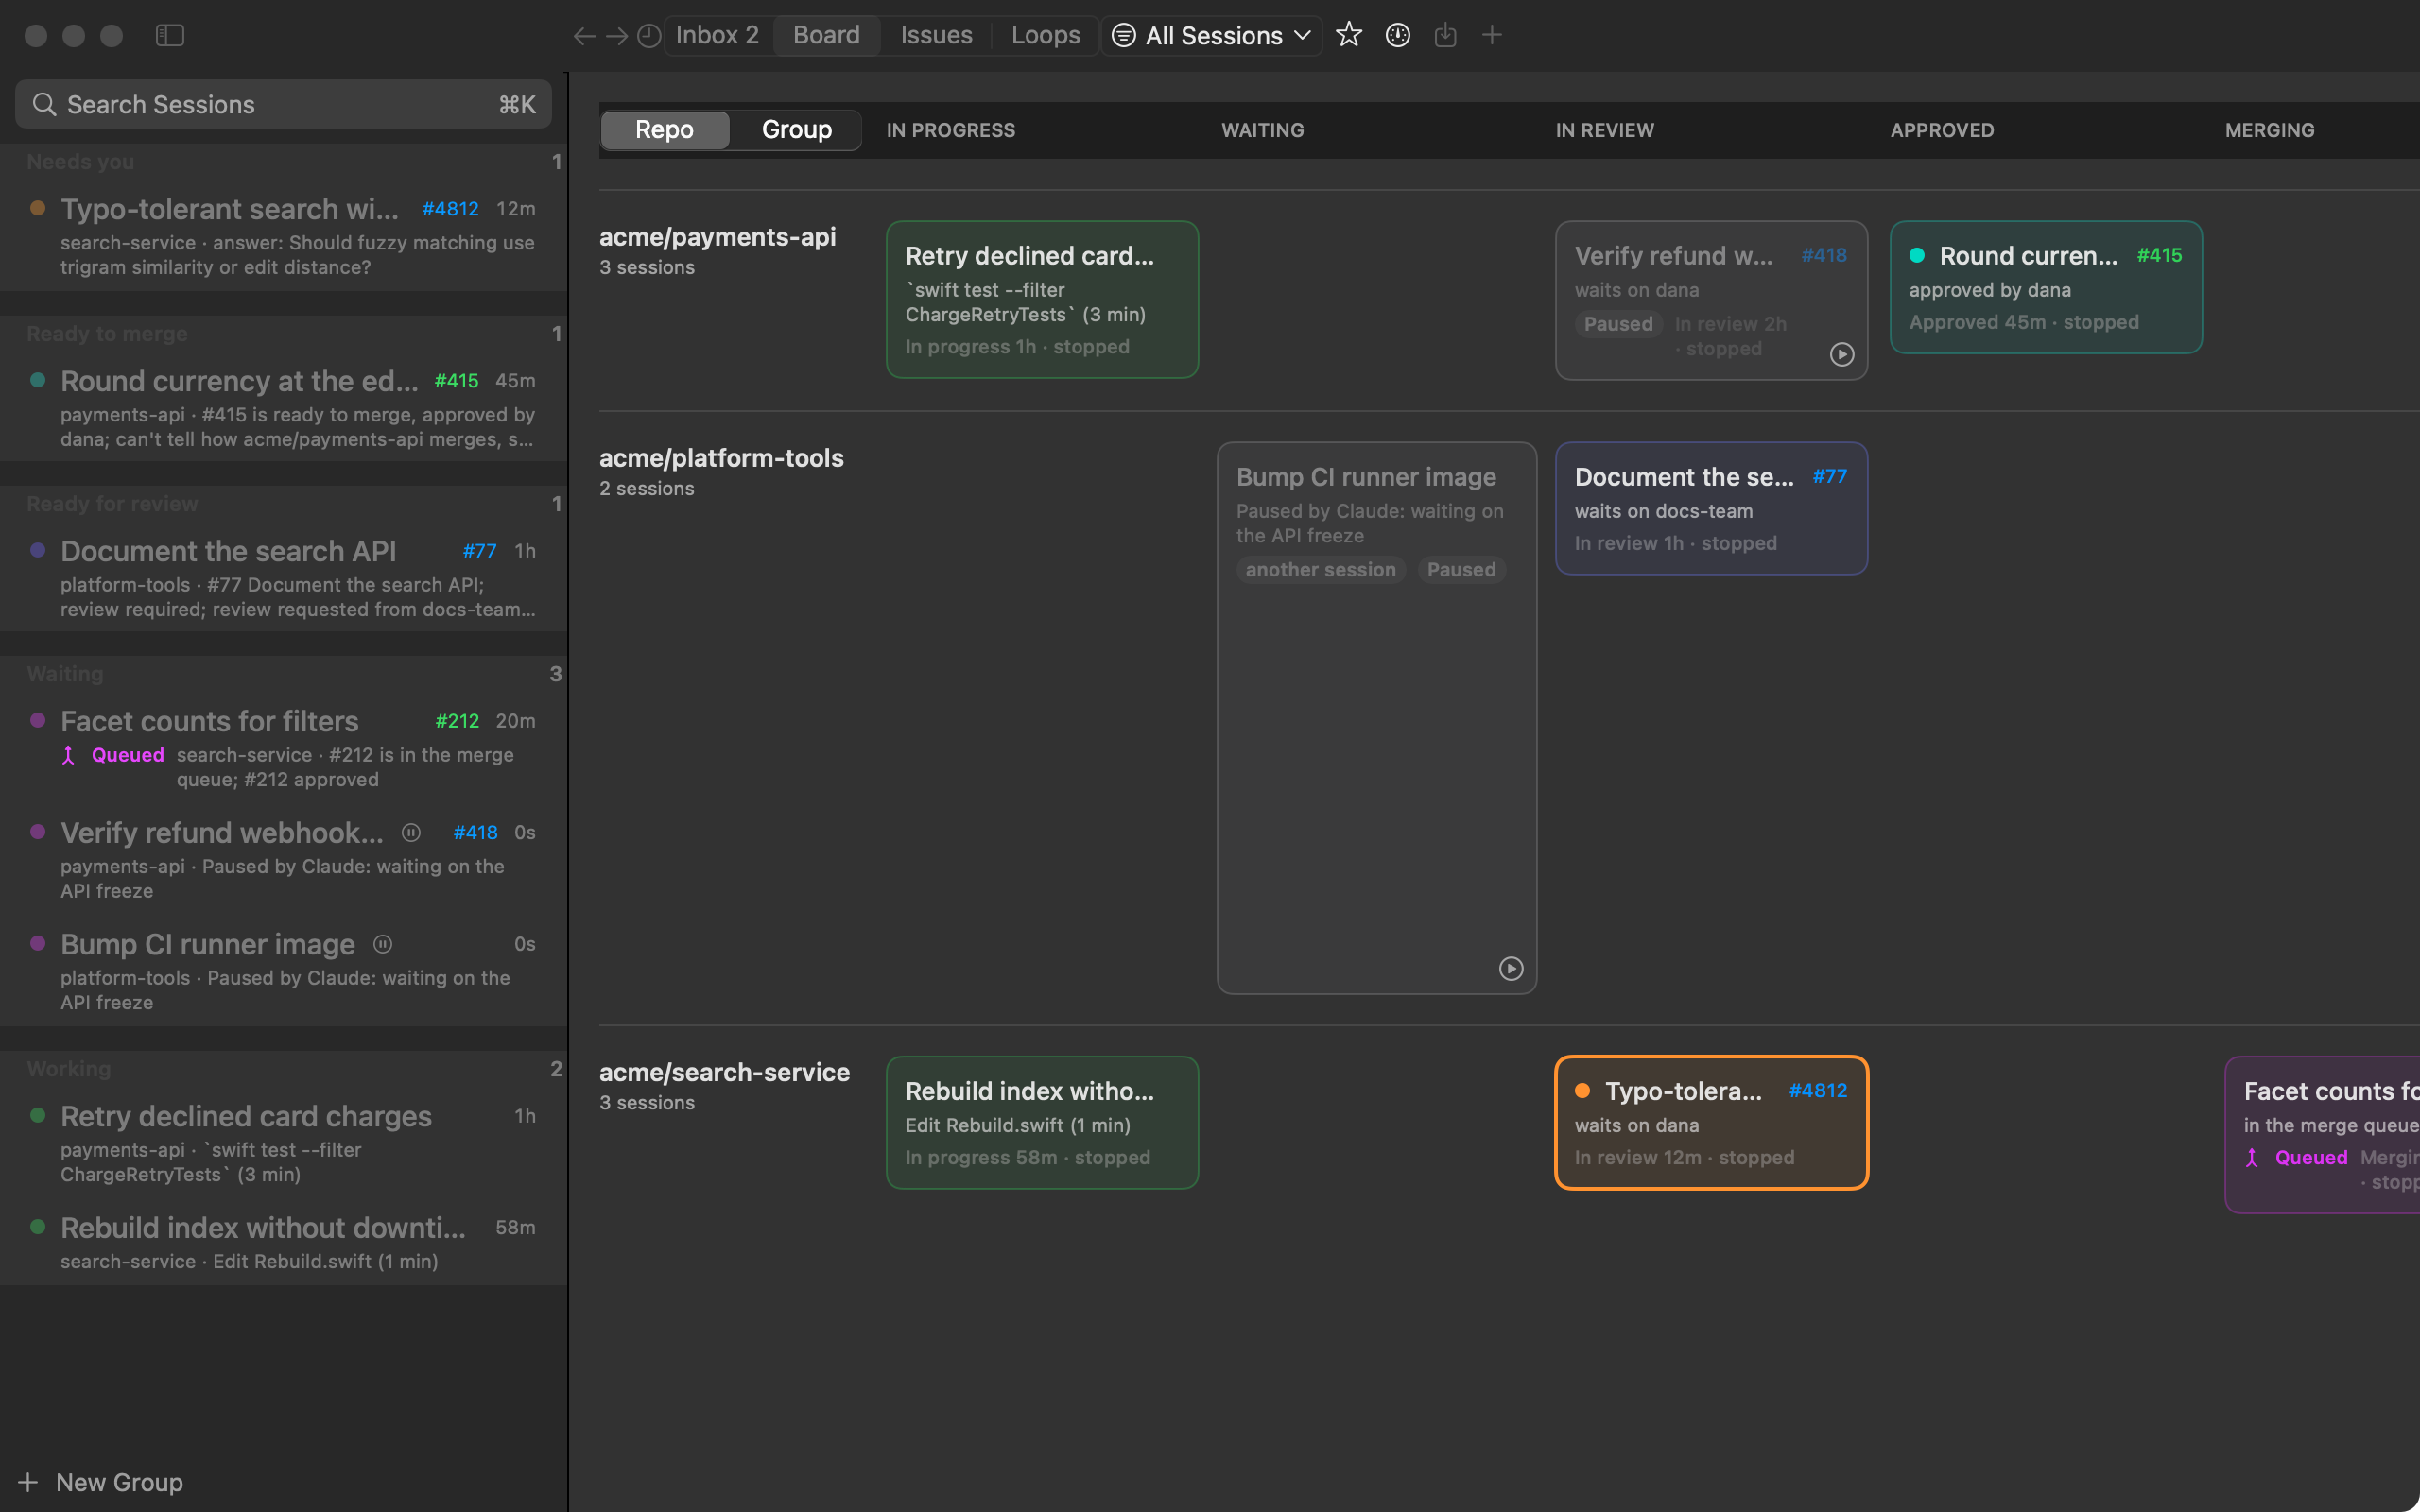 Inbox 2
Board
Issues
Loops
All Sessions
Search Sessions
⌘K
Needs you
1
Typo-tolerant search wi... #4812 12m
search-service · answer: Should fuzzy matching use
trigram similarity or edit distance?
Ready to merge
1
Round currency at the ed... #415 45m
payments-api · #415 is ready to merge, approved by
dana; can't tell how acme/payments-api merges, s...
Ready for review
1
Document the search API #77 1h
platform-tools · #77 Document the search API;
review required; review requested from docs-team...
Waiting
3
Facet counts for filters #212 20m
Queued search-service · #212 is in the merge
queue; #212 approved
Verify refund webhook... #418 0s
payments-api · Paused by Claude: waiting on the
API freeze
Bump CI runner image 0s
platform-tools · Paused by Claude: waiting on the
API freeze
Working
2
Retry declined card charges 1h
payments-api · `swift test --filter
ChargeRetryTests` (3 min)
Rebuild index without downti... 58m
search-service · Edit Rebuild.swift (1 min)
New Group
Repo
Group
IN PROGRESS
WAITING
IN REVIEW
APPROVED
MERGING
acme/payments-api
3 sessions
Retry declined card...
`swift test --filter
ChargeRetryTests` (3 min)
In progress 1h · stopped
Verify refund w... #418
waits on dana
Paused In review 2h
· stopped
Round curren... #415
approved by dana
Approved 45m · stopped
acme/platform-tools
2 sessions
Bump CI runner image
Paused by Claude: waiting on
the API freeze
another session Paused
Document the se... #77
waits on docs-team
In review 1h · stopped
acme/search-service
3 sessions
Rebuild index witho...
Edit Rebuild.swift (1 min)
In progress 58m · stopped
Typo-tolera... #4812
waits on dana
In review 12m · stopped
Facet counts
in the merge queue
Queued